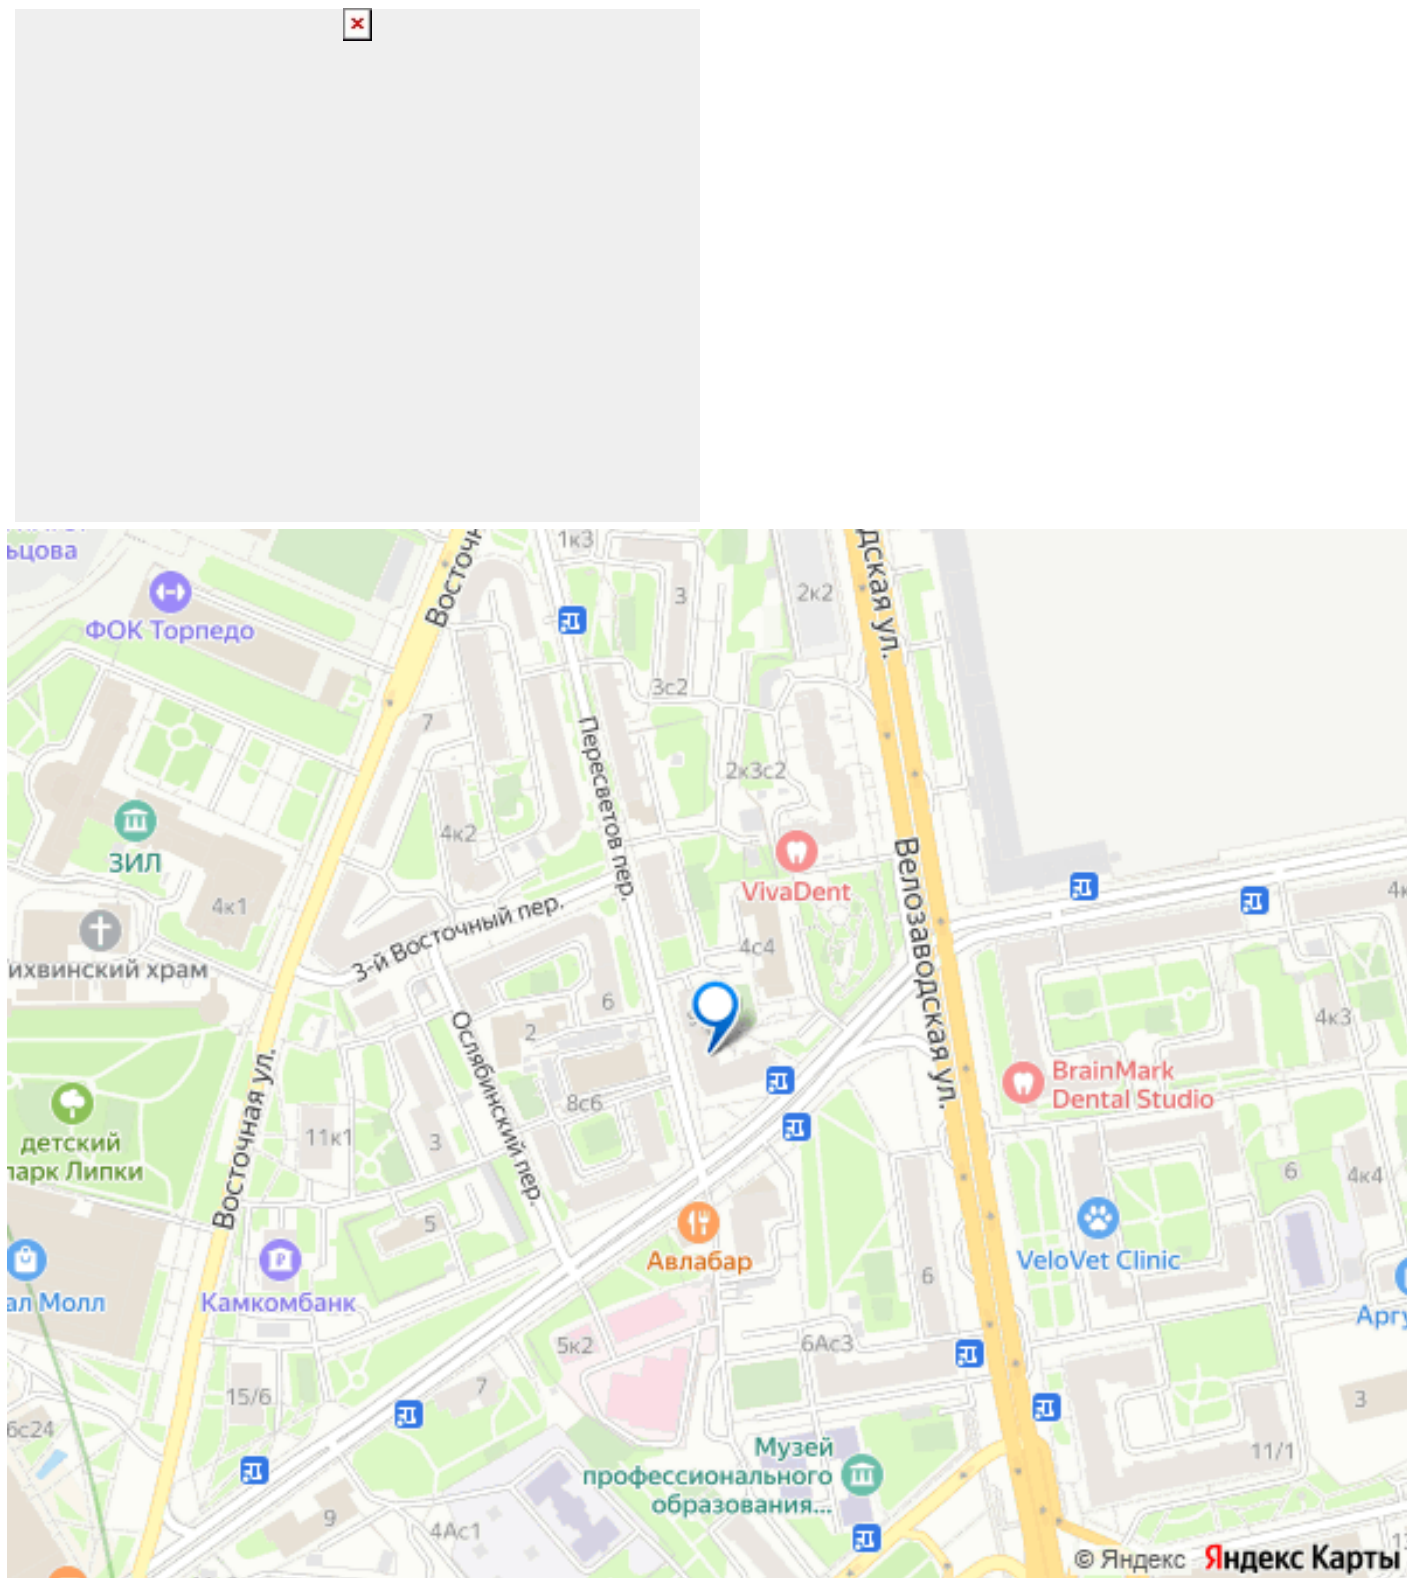 ьцова
ФОК Торпедо
Восточн
1к3
3
2к2
дская ул.
3с2
7
Пересветов пер.
2к3с2
4к2
ЗИЛ
VivaDent
Велозаводская ул.
4к1
3-й Восточный пер.
4с4
ихвинский храм
6
2
Ослябинский пер.
4к3
BrainMark
Dental Studio
8с6
Восточная ул.
11к1
3
детский
парк Липки
6
4к4
5
Авлабар
VeloVet Clinic
6
ал Молл
Камкомбанк
Аргу
5к2
6Ас3
15/6
7
3
6с24
Музей
профессионального
образования...
11/1
9
4Ас1
© Яндекс Яндекс Карты